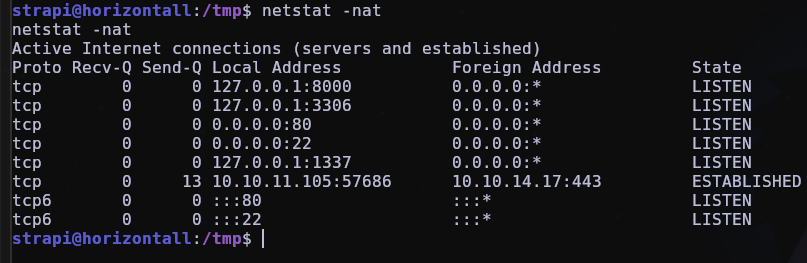 strapi@horizontall:/tmp$ netstat -nat
netstat -nat
Active Internet connections (servers and established)
Proto Recv-Q Send-Q Local Address           Foreign Address         State
tcp        0      0 127.0.0.1:8000          0.0.0.0:*               LISTEN
tcp        0      0 127.0.0.1:3306          0.0.0.0:*               LISTEN
tcp        0      0 0.0.0.0:80              0.0.0.0:*               LISTEN
tcp        0      0 0.0.0.0:22              0.0.0.0:*               LISTEN
tcp        0      0 127.0.0.1:1337          0.0.0.0:*               LISTEN
tcp        0     13 10.10.11.105:57686      10.10.14.17:443         ESTABLISHED
tcp6       0      0 :::80                   :::*                    LISTEN
tcp6       0      0 :::22                   :::*                    LISTEN
strapi@horizontall:/tmp$